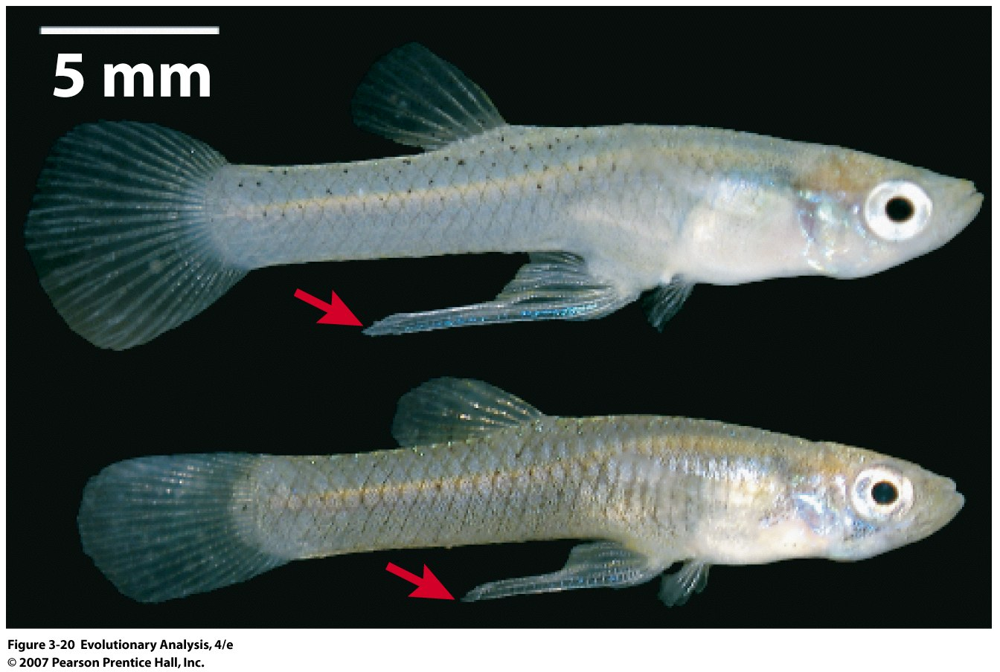 5 mm
Figure 3-20 Evolutionary Analysis, 4/e
© 2007 Pearson Prentice Hall, Inc.